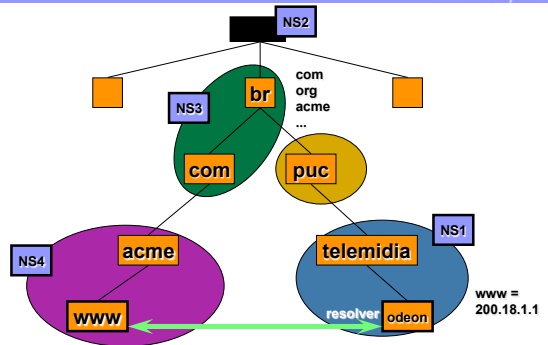 NS2
br
com
org
acme
...
NS3
com
puc
NS4
acme
telemidia
NS1
www
resolver
odeon
www =
200.18.1.1